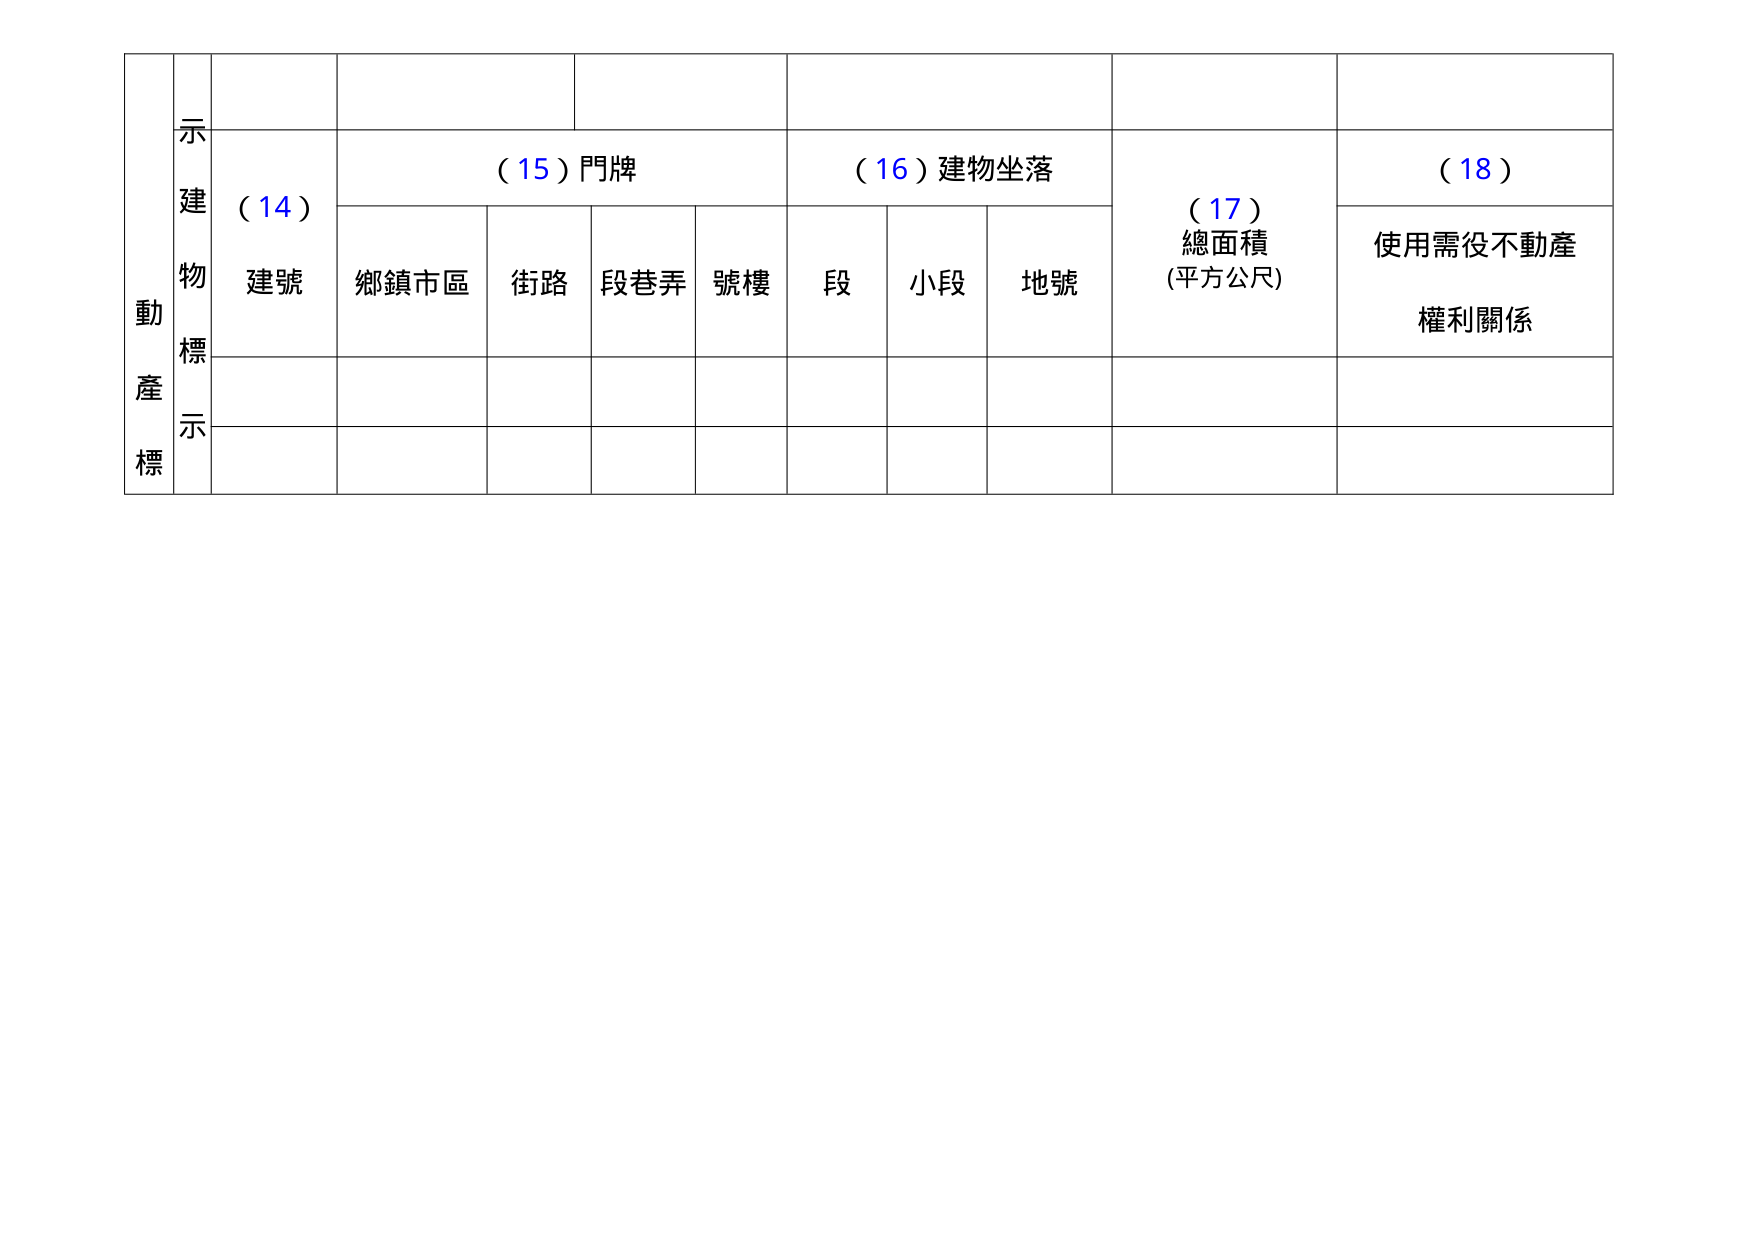 動
產
標
示
建
物
標
示
（14）
建號
（15）門牌
（16）建物坐落
（17）
總面積
(平方公尺)
（18）
鄉鎮市區
街路
段巷弄
號樓
段
小段
地號
使用需役不動產
權利關係